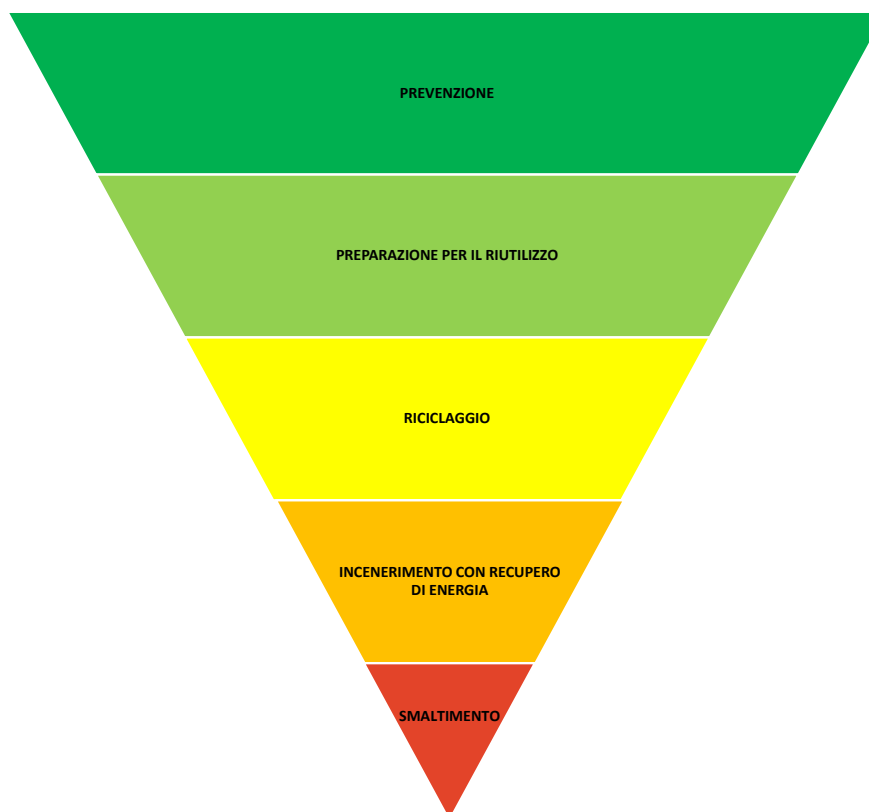 PREVENZIONE
PREPARAZIONE PER IL RIUTILIZZO
RICICLAGGIO
INCENERIMENTO CON RECUPERO
DI ENERGIA
SMALTIMENTO